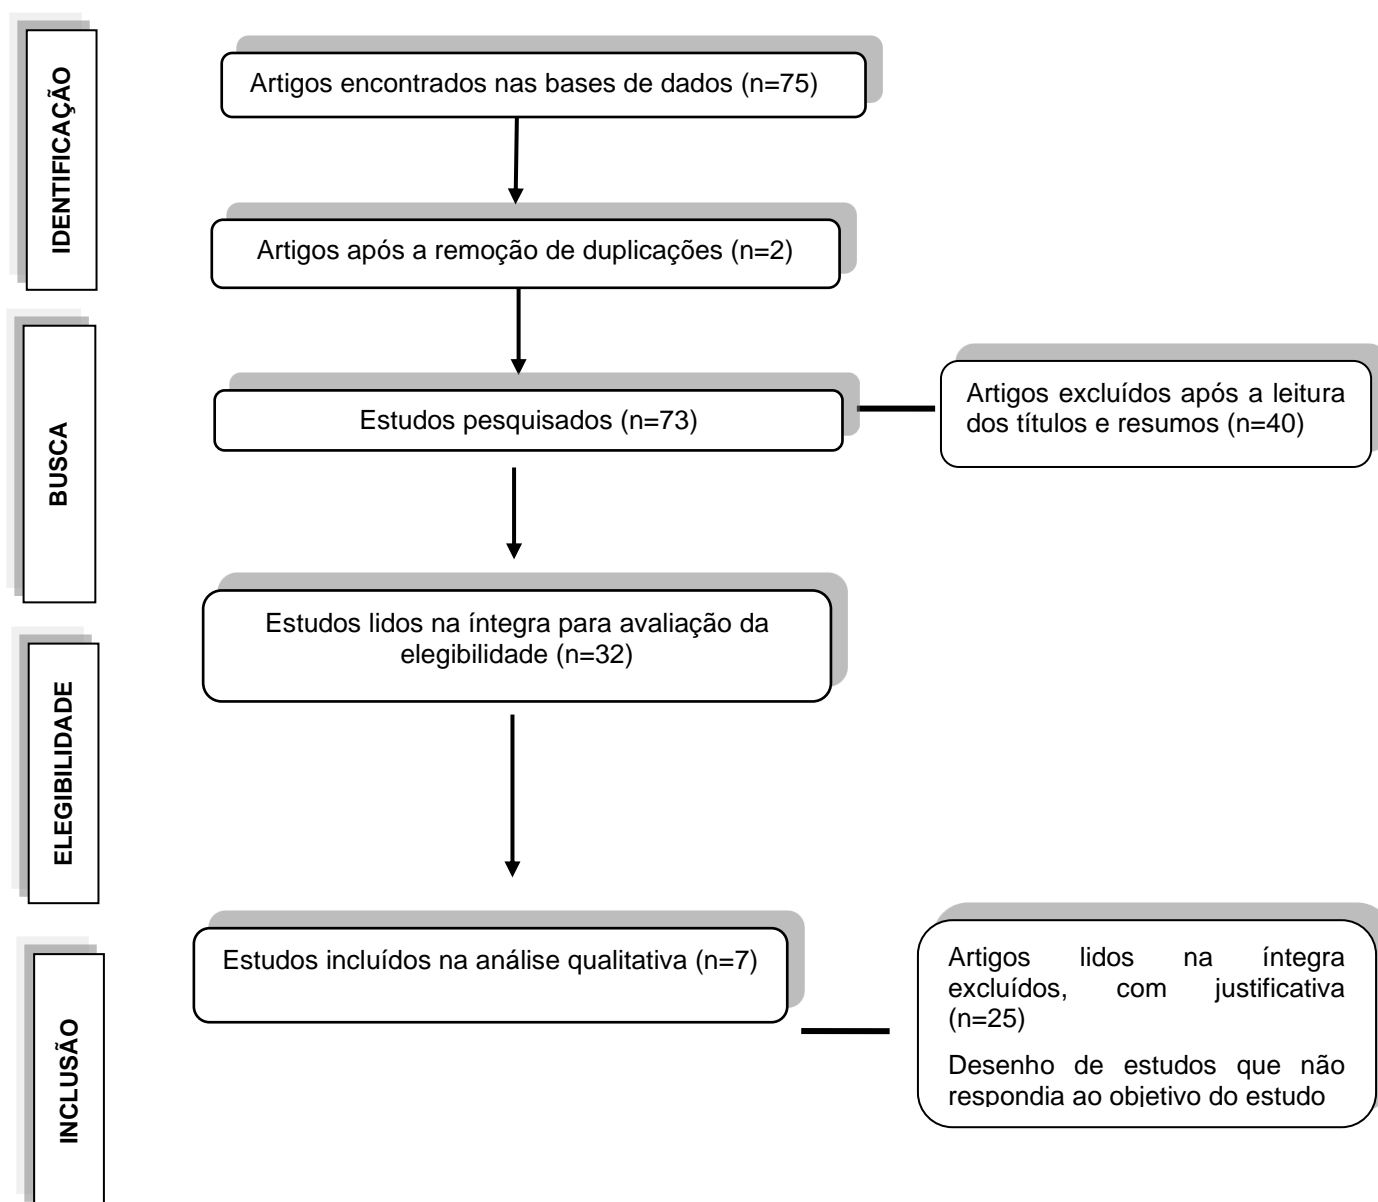 IDENTIFICAÇÃO
Artigos encontrados nas bases de dados (n=75)
Artigos após a remoção de duplicações (n=2)
BUSCA
Estudos pesquisados (n=73)
Artigos excluídos após a leitura
dos títulos e resumos (n=40)
ELEGIBILIDADE
Estudos lidos na íntegra para avaliação da
elegibilidade (n=32)
INCLUSÃO
Estudos incluídos na análise qualitativa (n=7)
Artigos lidos na íntegra
excluídos, com justificativa
(n=25)
Desenho de estudos que não
respondia ao objetivo do estudo